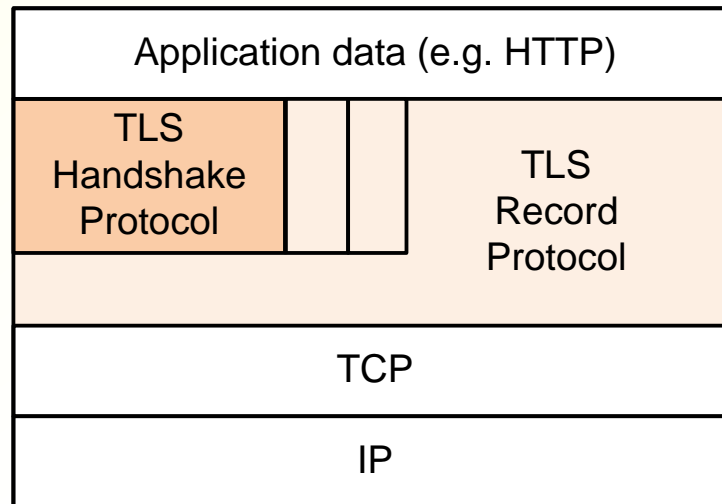 Application data (e.g. HTTP)
TLS
Handshake
Protocol
TLS
Record
Protocol
TCP
IP